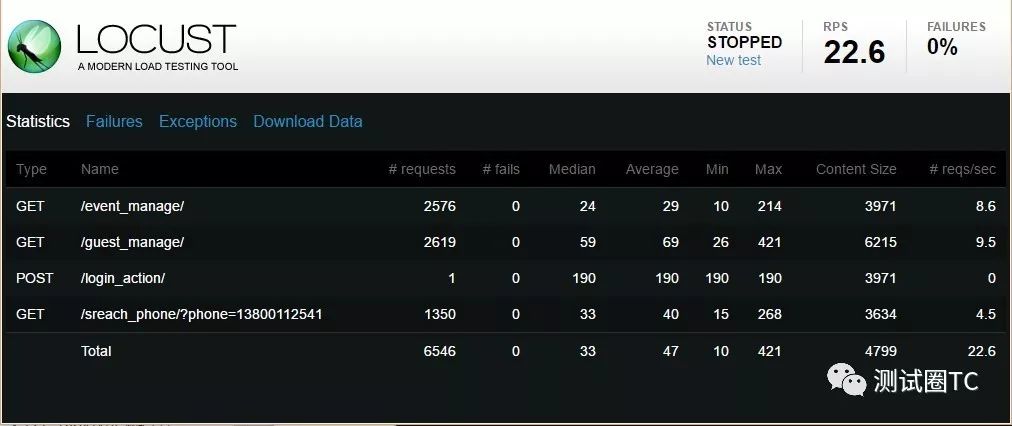 LOCUST
A MODERN LOAD TESTING TOOL
STATUS
STOPPED
New test
RPS
22.6
FAILURES
0%
Statistics Failures Exceptions Download Data
Type Name # requests # fails Median Average Min Max Content Size # reqs/sec
GET /event_manage/ 2576 0 24 29 10 214 3971 8.6
GET /guest_manage/ 2619 0 59 69 26 421 6215 9.5
POST /login_action/ 1 0 190 190 190 190 3971 0
GET /sreach_phone/?phone=13800112541 1350 0 33 40 15 268 3634 4.5
Total 6546 0 33 47 10 421 4799 22.6
测试圈TC